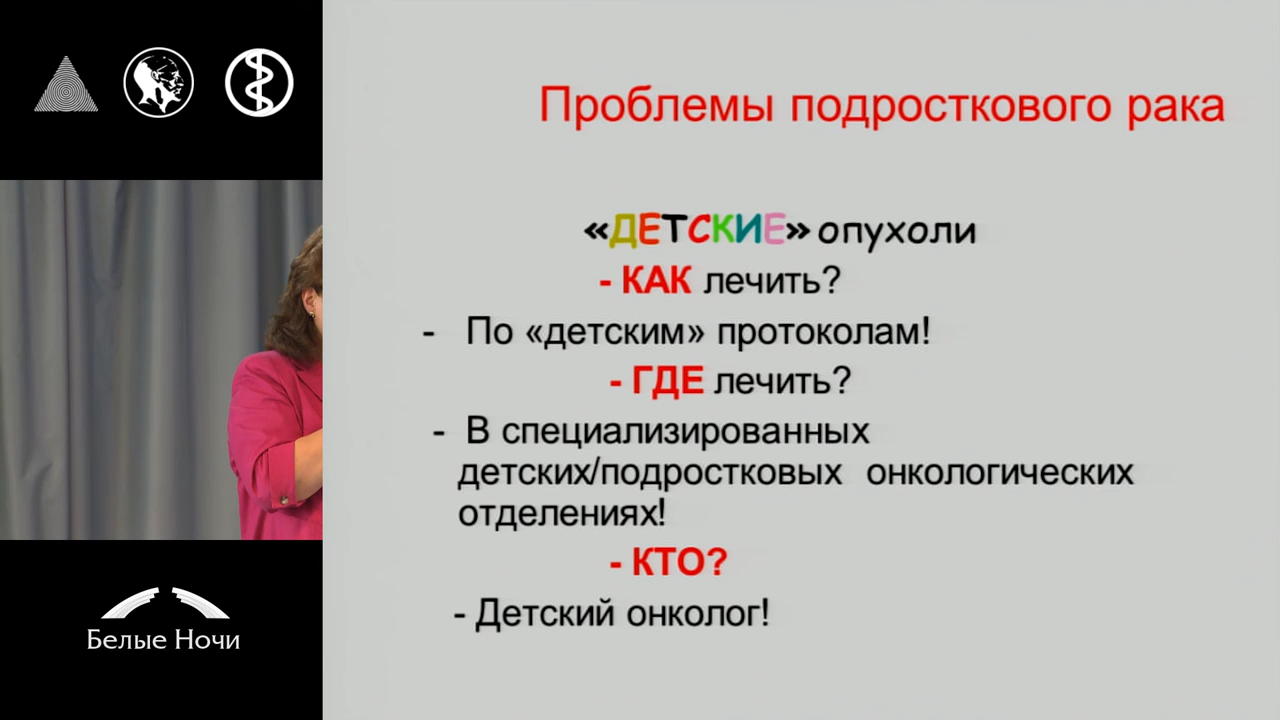 Проблемы подросткового рака
«ДЕТСКИЕ» опухоли
- КАК лечить?
- По «детским» протоколам!
- ГДЕ лечить?
- В специализированных
детских/подростковых онкологических
отделениях!
- КТО?
- Детский онколог!
Белые Ночи